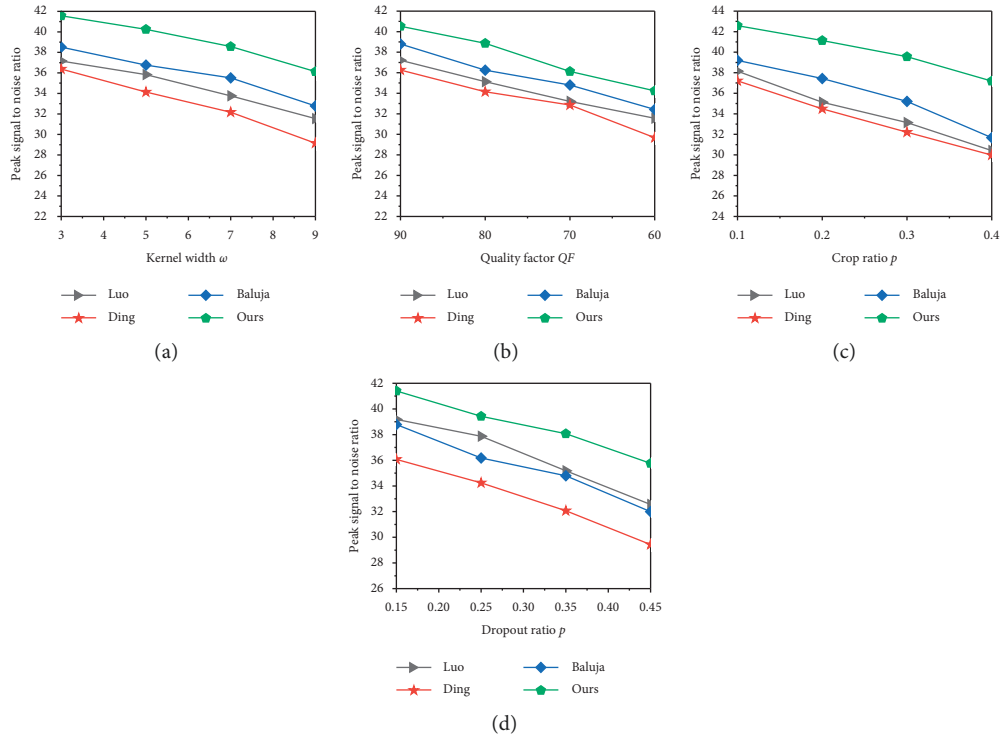 Peak signal to noise ratio
42
40
38
36
34
32
30
28
26
24
22
3 4 5 6 7 8 9
Kernel width ω
Luo Baluja
Ding Ours
(a)
Peak signal to noise ratio
42
40
38
36
34
32
30
28
26
24
22
90 80 70 60
Quality factor QF
Luo Baluja
Ding Ours
(b)
Peak signal to noise ratio
44
42
40
38
36
34
32
30
28
26
24
0.1 0.2 0.3 0.4
Crop ratio p
Luo Baluja
Ding Ours
(c)
Peak signal to noise ratio
42
40
38
36
34
32
30
28
26
0.15 0.20 0.25 0.30 0.35 0.40 0.45
Dropout ratio p
Luo Baluja
Ding Ours
(d)